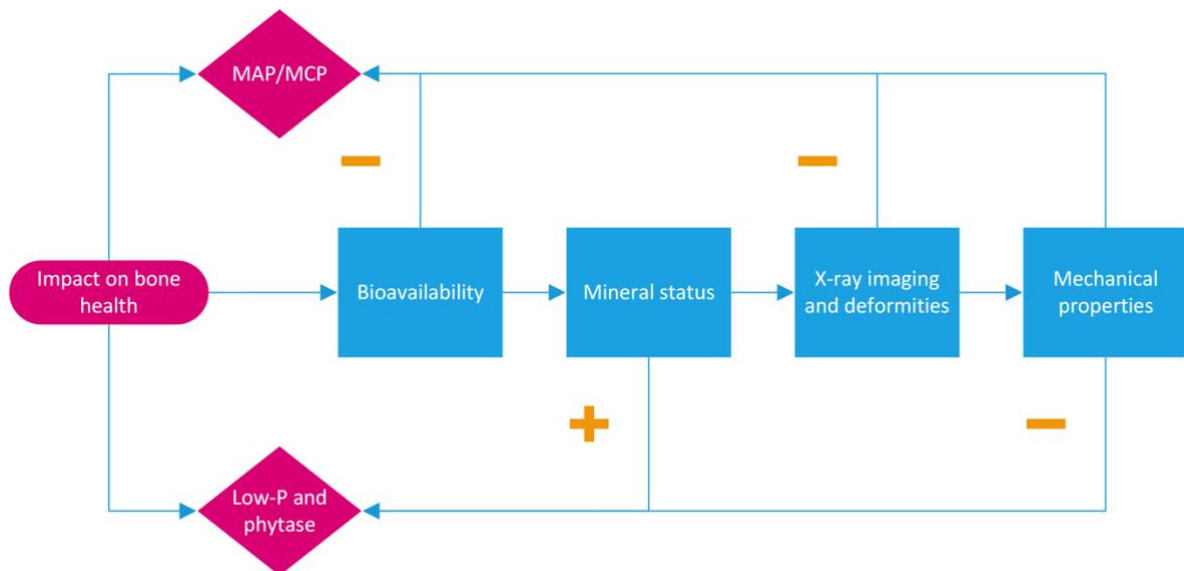 MAP/MCP
−
−
Impact on bone
health
Bioavailability
Mineral status
X-ray imaging
and deformities
Mechanical
properties
+
−
Low-P and
phytase